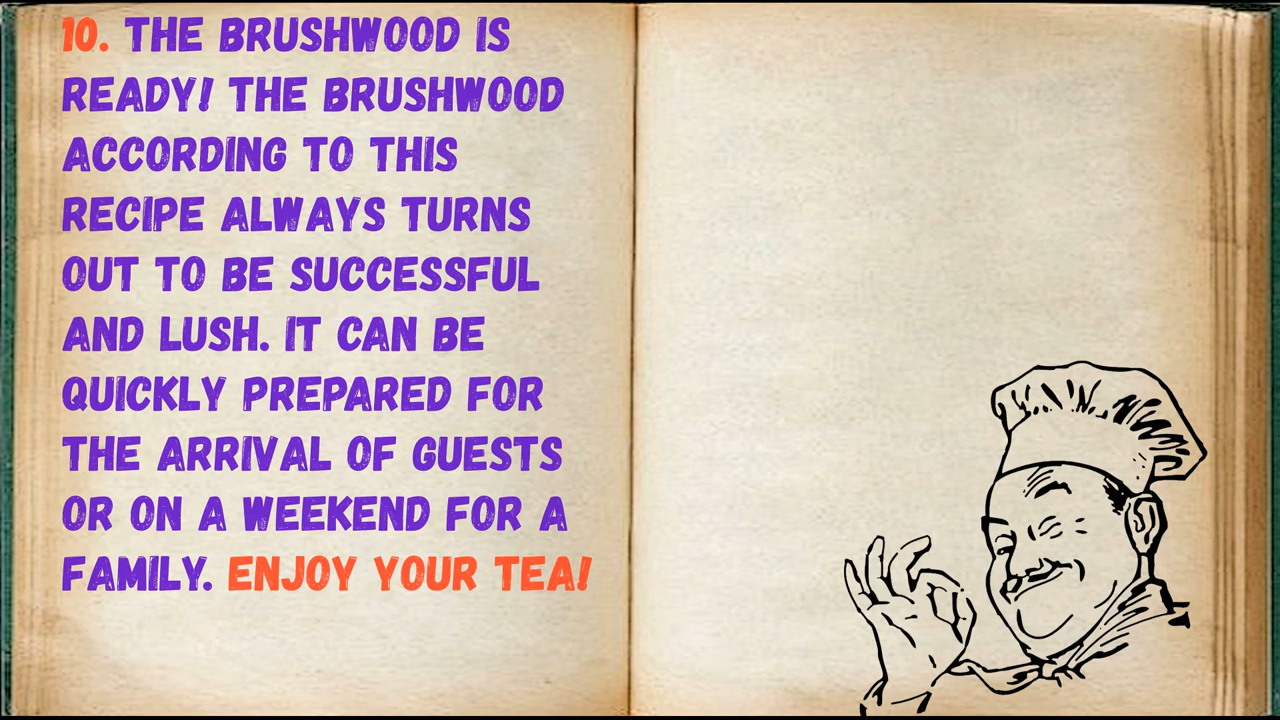 10. THE BRUSHWOOD IS
READY! THE BRUSHWOOD
ACCORDING TO THIS
RECIPE ALWAYS TURNS
OUT TO BE SUCCESSFUL
AND LUSH. IT CAN BE
QUICKLY PREPARED FOR
THE ARRIVAL OF GUESTS
OR ON A WEEKEND FOR A
FAMILY. ENJOY YOUR TEA!